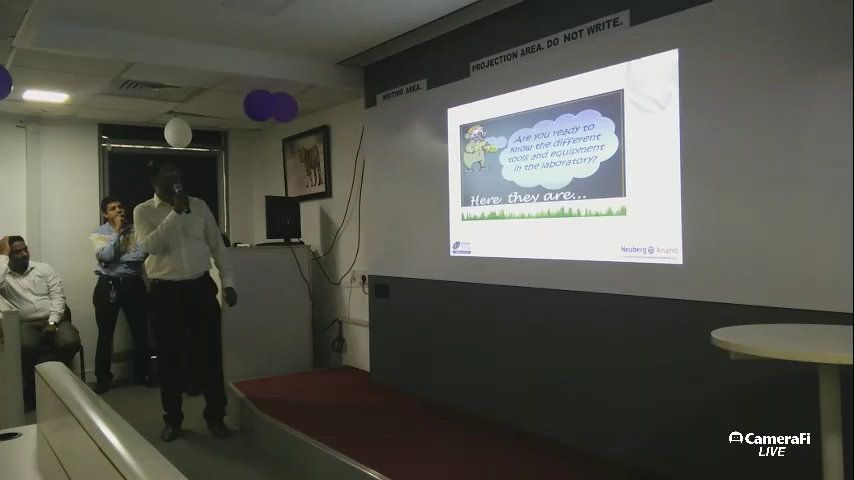 PROJECTION AREA. DO NOT WRITE.
WRITING AREA.
Are you ready to
know the different
tools and equipment
in the laboratory?
Here they are...
Neuberg Anand
CameraFi
LIVE